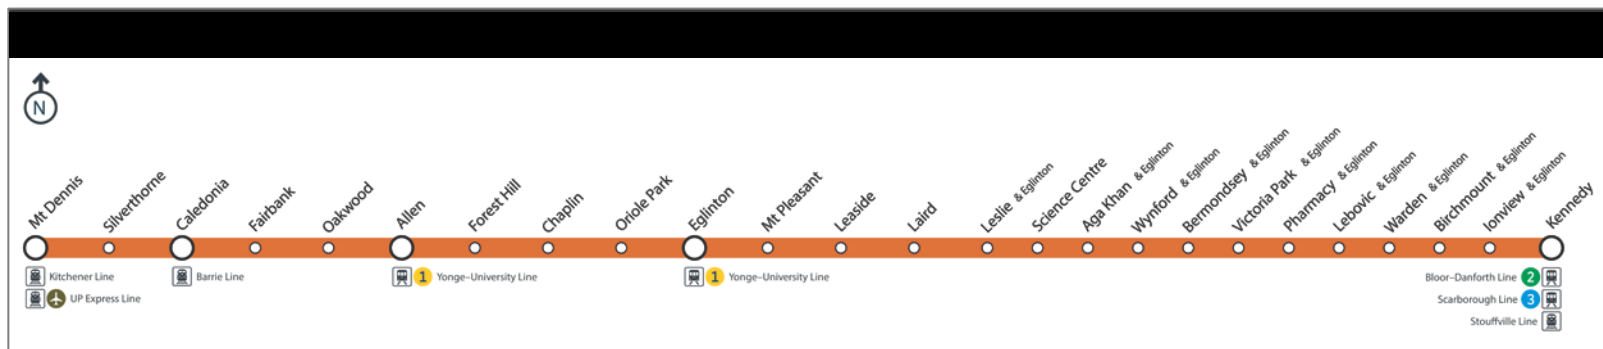 N
Mt Dennis
Silverthorne
Caledonia
Fairbank
Oakwood
Allen
Forest Hill
Chaplin
Oriole Park
Eglinton
Mt Pleasant
Leaside
Laird
Leslie & Eglinton
Science Centre
Aga Khan & Eglinton
Wynford & Eglinton
Bermondsey & Eglinton
Victoria Park & Eglinton
Pharmacy & Eglinton
Lebovic & Eglinton
Warden & Eglinton
Birchmount & Eglinton
Ionview & Eglinton
Kennedy
Kitchener Line
UP Express Line
Barrie Line
1 Yonge–University Line
1 Yonge–University Line
Bloor–Danforth Line 2
Scarborough Line 3
Stouffville Line